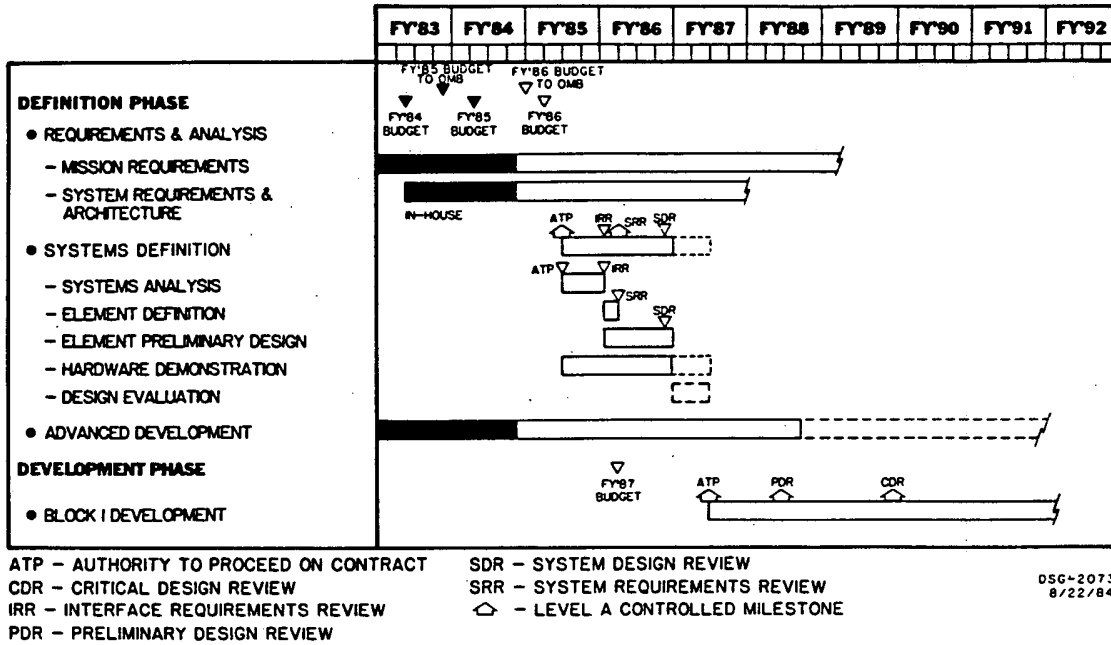 FY'83 FY'84 FY'85 FY'86 FY'87 FY'88 FY'89 FY'90 FY'91 FY'92
FY'85 BUDGET
TO OMB
FY'86 BUDGET
TO OMB
DEFINITION PHASE
FY'84
BUDGET
FY'85
BUDGET
FY'86
BUDGET
• REQUIREMENTS & ANALYSIS
– MISSION REQUIREMENTS
– SYSTEM REQUIREMENTS &
ARCHITECTURE
IN-HOUSE
ATP IRR SRR SDR
• SYSTEMS DEFINITION
ATP IRR
– SYSTEMS ANALYSIS
SRR
– ELEMENT DEFINITION
SDR
– ELEMENT PRELIMINARY DESIGN
– HARDWARE DEMONSTRATION
– DESIGN EVALUATION
• ADVANCED DEVELOPMENT
DEVELOPMENT PHASE
FY'87
BUDGET
ATP PDR CDR
• BLOCK I DEVELOPMENT
ATP – AUTHORITY TO PROCEED ON CONTRACT
CDR – CRITICAL DESIGN REVIEW
IRR – INTERFACE REQUIREMENTS REVIEW
PDR – PRELIMINARY DESIGN REVIEW
SDR – SYSTEM DESIGN REVIEW
SRR – SYSTEM REQUIREMENTS REVIEW
– LEVEL A CONTROLLED MILESTONE
DSG-2073
8/22/84